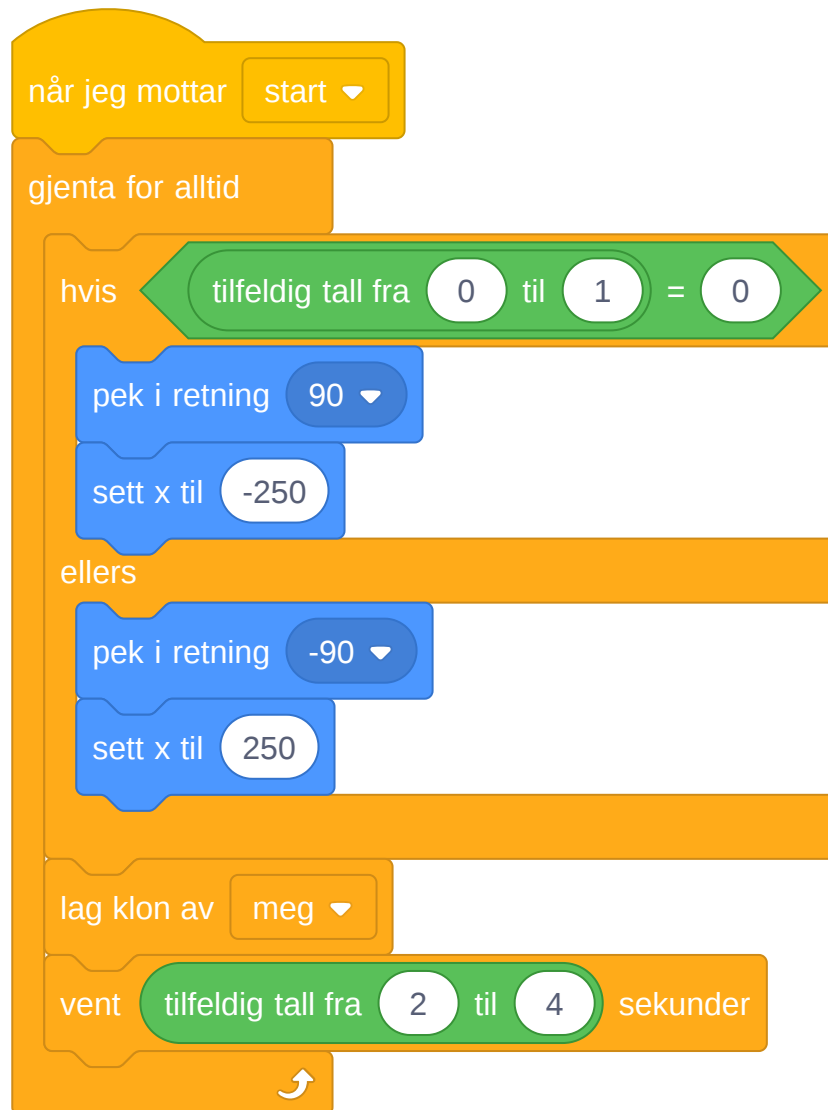 når jeg mottar start
gjenta for alltid
hvis tilfeldig tall fra 0 til 1 = 0
pek i retning 90
sett x til -250
ellers
pek i retning -90
sett x til 250
lag klon av meg
vent tilfeldig tall fra 2 til 4 sekunder